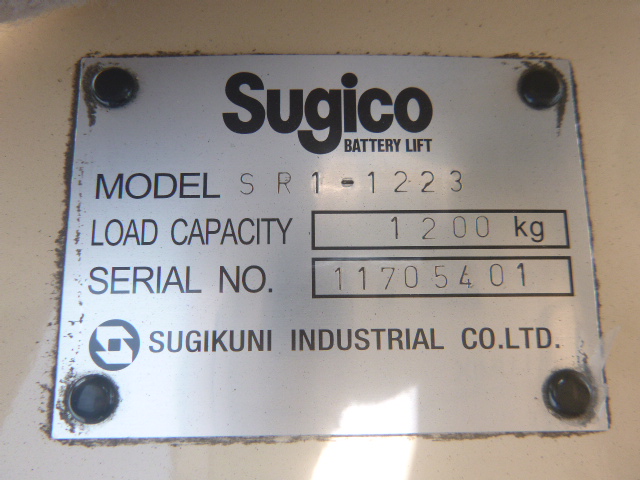 Sugico
BATTERY LIFT
MODEL SR1-1223
LOAD CAPACITY 1200 kg
SERIAL NO. 11705401
SUGIKUNI INDUSTRIAL CO.LTD.